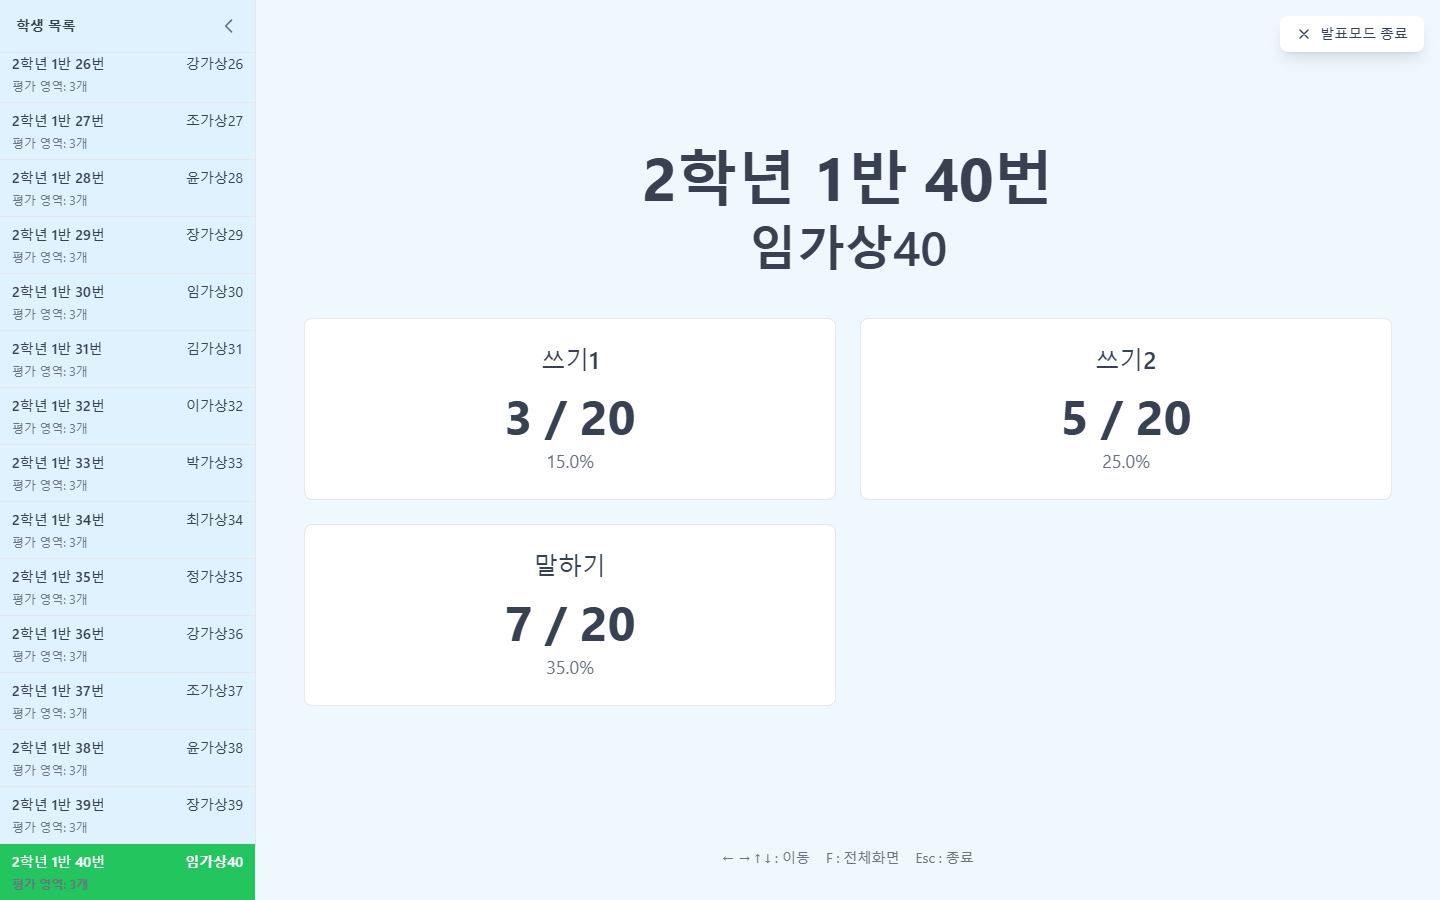 학생 목록
2학년 1반 26번 강가상26
평가 영역: 3개
2학년 1반 27번 조가상27
평가 영역: 3개
2학년 1반 28번 윤가상28
평가 영역: 3개
2학년 1반 29번 장가상29
평가 영역: 3개
2학년 1반 30번 임가상30
평가 영역: 3개
2학년 1반 31번 김가상31
평가 영역: 3개
2학년 1반 32번 이가상32
평가 영역: 3개
2학년 1반 33번 박가상33
평가 영역: 3개
2학년 1반 34번 최가상34
평가 영역: 3개
2학년 1반 35번 정가상35
평가 영역: 3개
2학년 1반 36번 강가상36
평가 영역: 3개
2학년 1반 37번 조가상37
평가 영역: 3개
2학년 1반 38번 윤가상38
평가 영역: 3개
2학년 1반 39번 장가상39
평가 영역: 3개
2학년 1반 40번 임가상40
평가 영역: 3개
발표모드 종료
2학년 1반 40번
임가상40
쓰기1
3 / 20
15.0%
쓰기2
5 / 20
25.0%
말하기
7 / 20
35.0%
← → ↑ ↓ : 이동 F : 전체화면 Esc : 종료